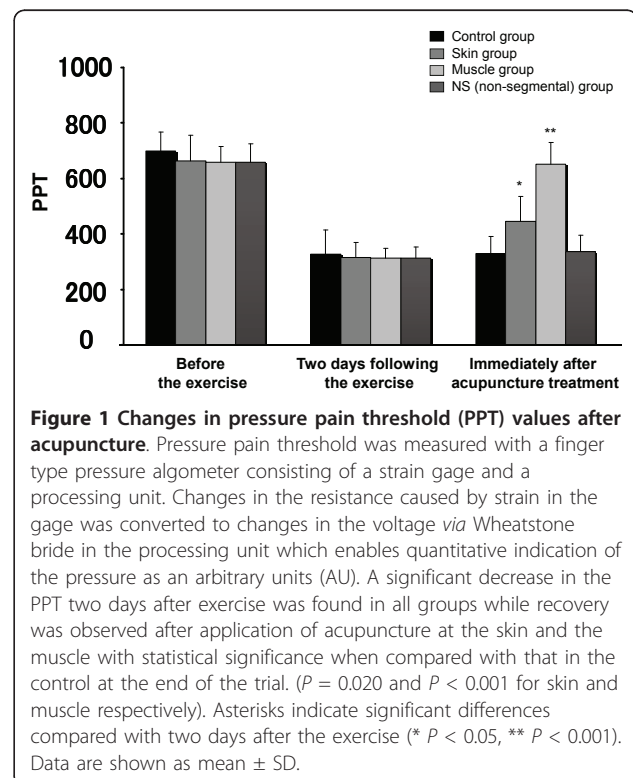 Control group
Skin group
Muscle group
NS (non-segmental) group
1000
800
600
400
200
0
PPT
*
**
Before
the exercise
Two days following
the exercise
Immediately after
acupuncture treatment
Figure 1 Changes in pressure pain threshold (PPT) values after
acupuncture. Pressure pain threshold was measured with a finger
type pressure algometer consisting of a strain gage and a
processing unit. Changes in the resistance caused by strain in the
gage was converted to changes in the voltage via Wheatstone
bride in the processing unit which enables quantitative indication of
the pressure as an arbitrary units (AU). A significant decrease in the
PPT two days after exercise was found in all groups while recovery
was observed after application of acupuncture at the skin and the
muscle with statistical significance when compared with that in the
control at the end of the trial. (P = 0.020 and P < 0.001 for skin and
muscle respectively). Asterisks indicate significant differences
compared with two days after the exercise (* P < 0.05, ** P < 0.001).
Data are shown as mean ± SD.